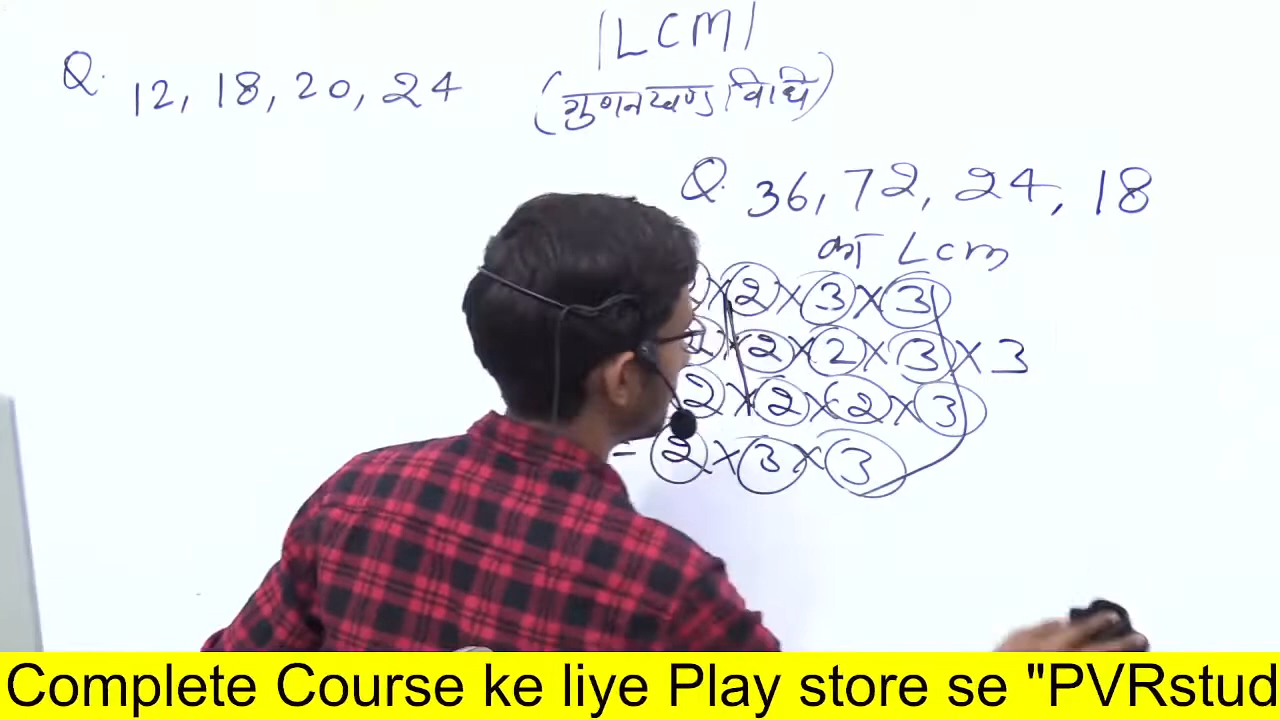 |LCM|
(गुणनखण्ड विधि)
Q. 12, 18, 20, 24
Q. 36, 72, 24, 18
का Lcm
× 2 × 3 × 3
2 × 2 × 2 × 3 × 3
2 × 2 × 2 × 3
= 2 × 3 × 3
Complete Course ke liye Play store se "PVRstud